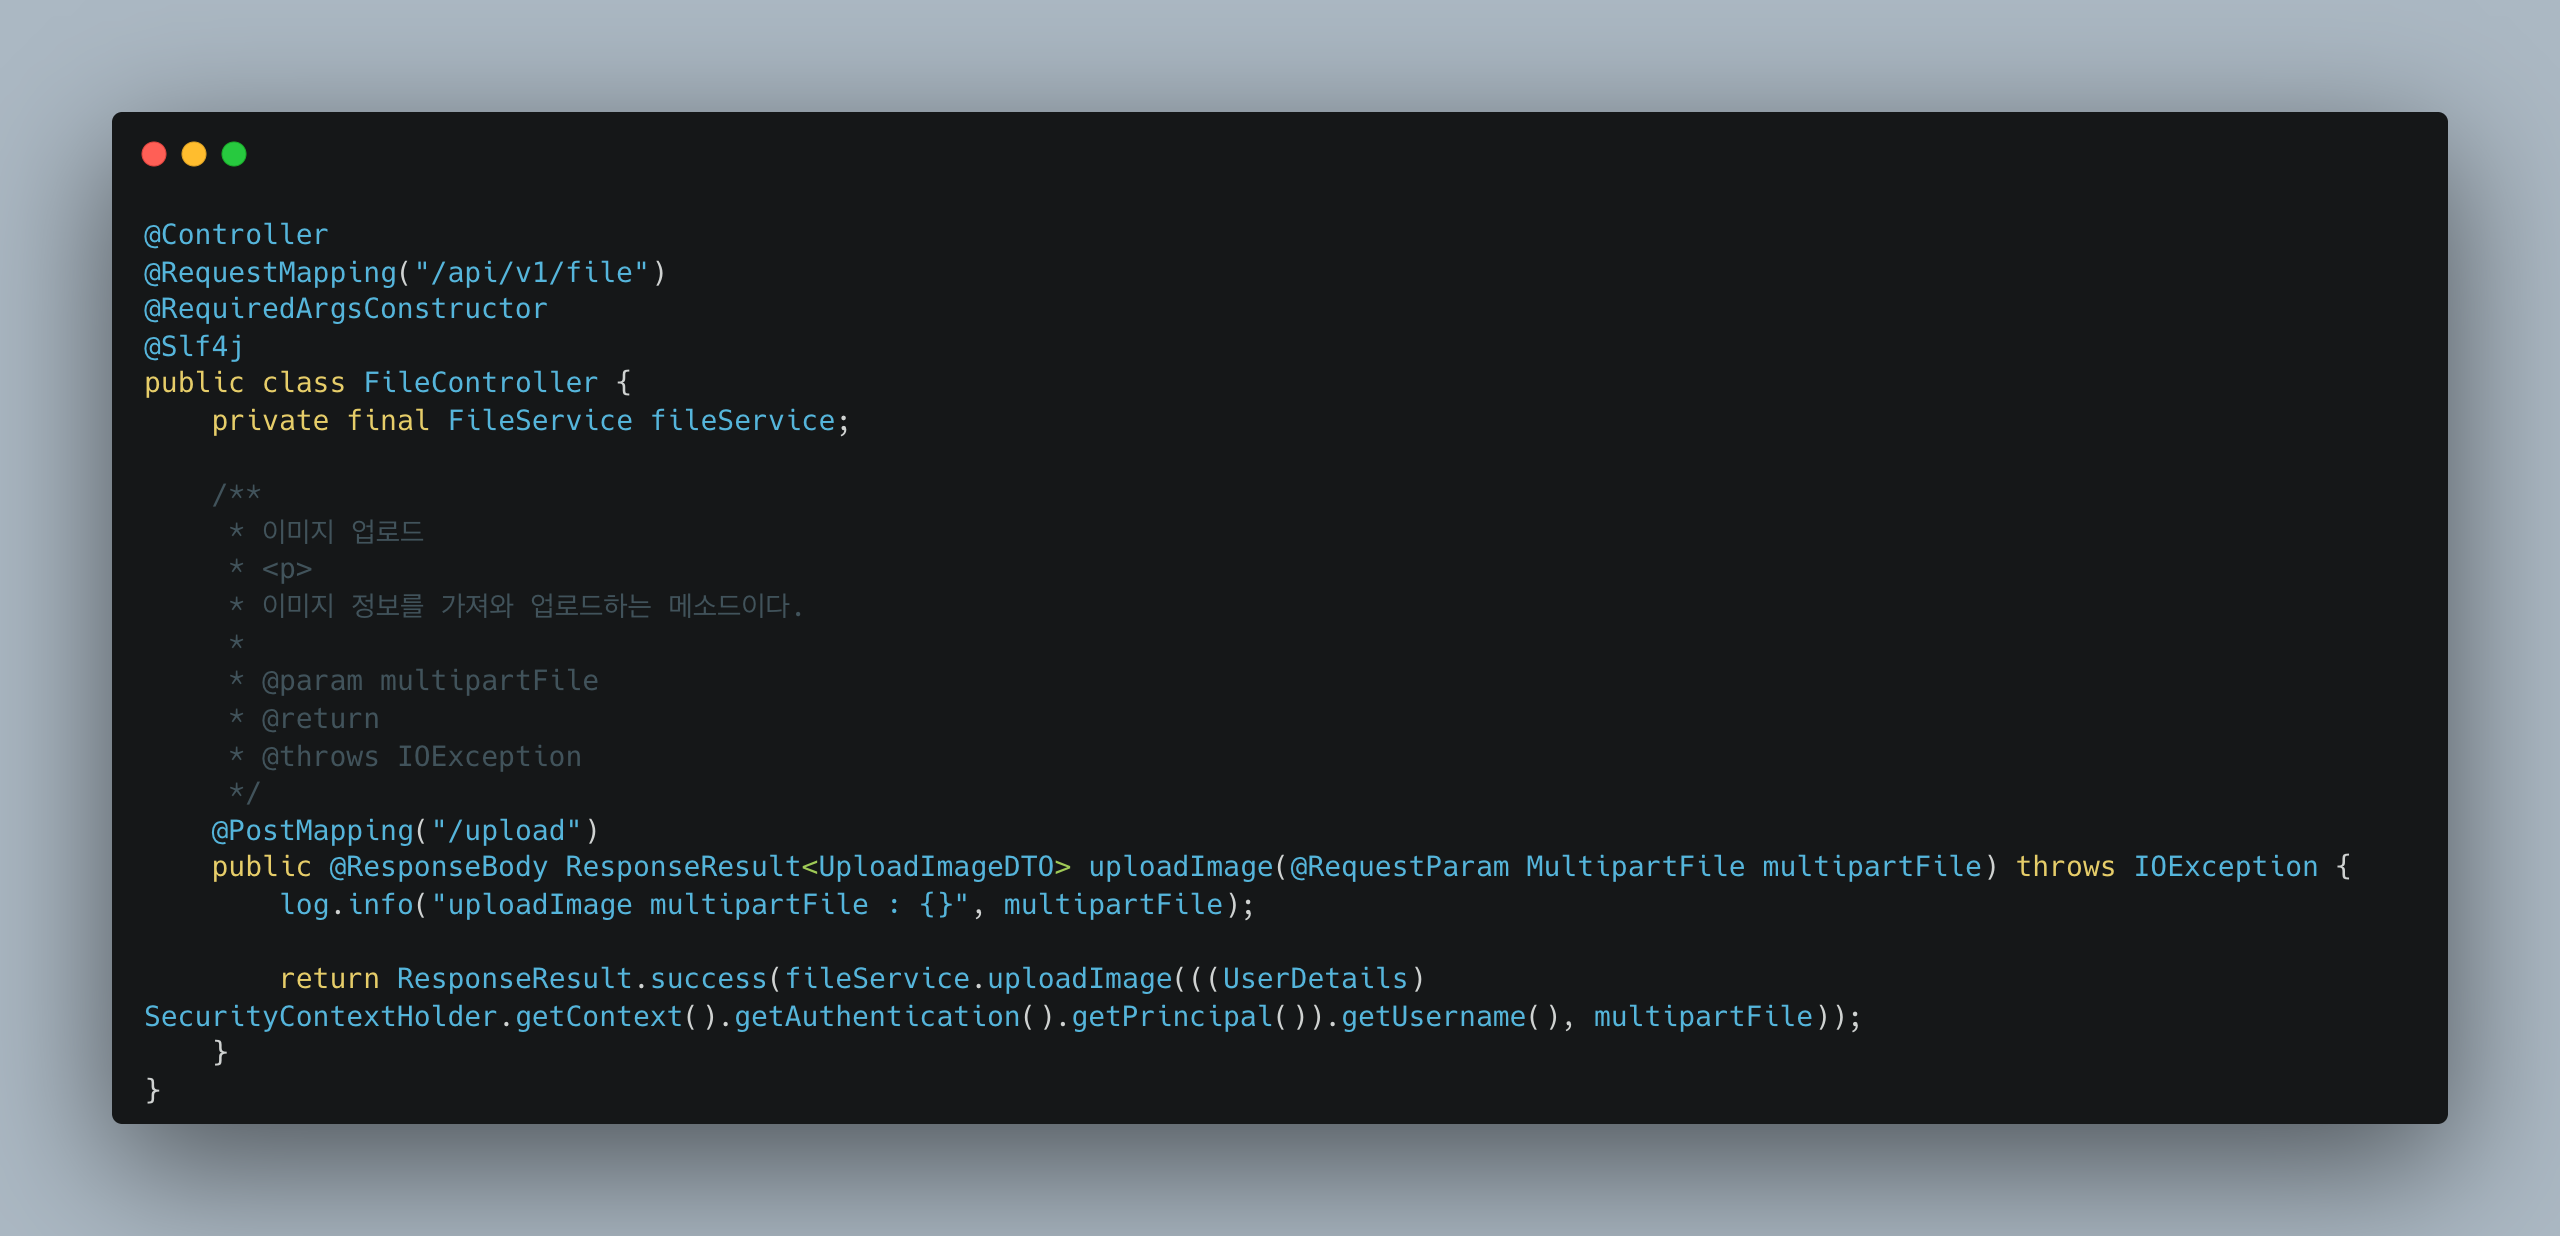 @Controller
@RequestMapping("/api/v1/file")
@RequiredArgsConstructor
@Slf4j
public class FileController {
    private final FileService fileService;

    /**
     * 이미지 업로드
     * <p>
     * 이미지 정보를 가져와 업로드하는 메소드이다.
     *
     * @param multipartFile
     * @return
     * @throws IOException
     */
    @PostMapping("/upload")
    public @ResponseBody ResponseResult<UploadImageDTO> uploadImage(@RequestParam MultipartFile multipartFile) throws IOException {
        log.info("uploadImage multipartFile : {}", multipartFile);

        return ResponseResult.success(fileService.uploadImage(((UserDetails)
SecurityContextHolder.getContext().getAuthentication().getPrincipal()).getUsername(), multipartFile));
    }
}